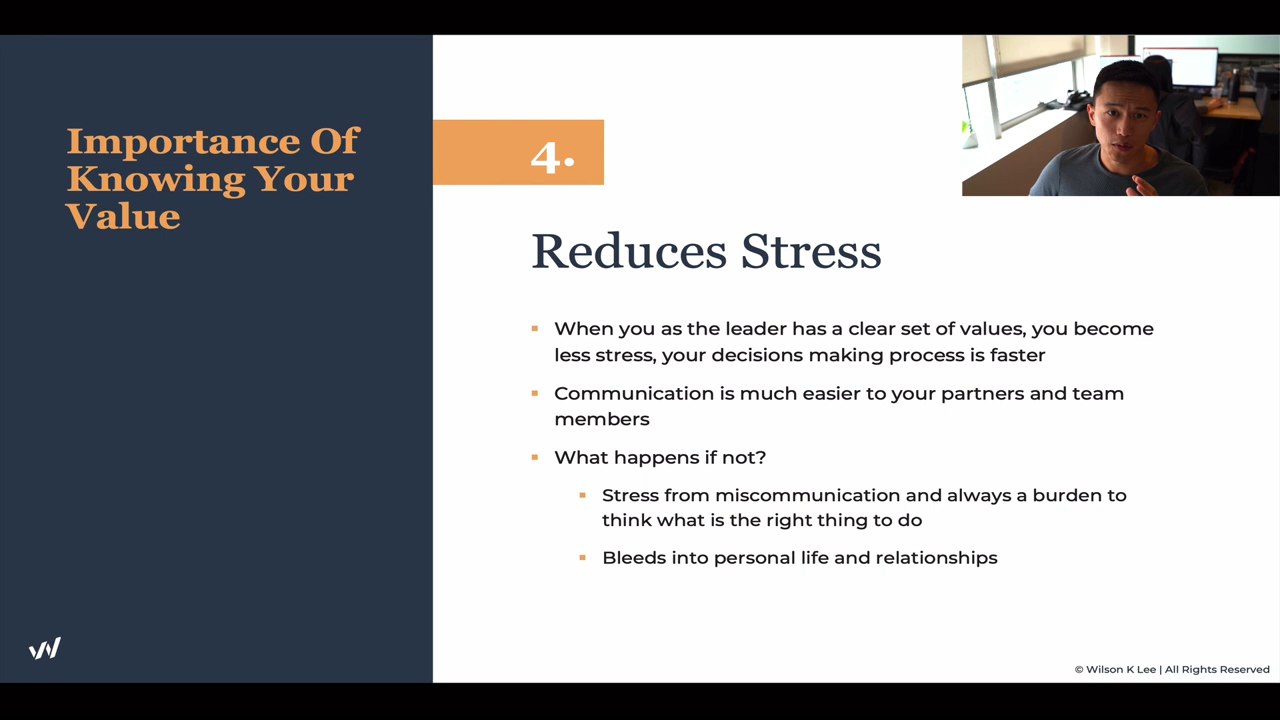 Importance Of
Knowing Your
Value
4.
Reduces Stress
When you as the leader has a clear set of values, you become
less stress, your decisions making process is faster
Communication is much easier to your partners and team
members
What happens if not?
Stress from miscommunication and always a burden to
think what is the right thing to do
Bleeds into personal life and relationships
© Wilson K Lee | All Rights Reserved